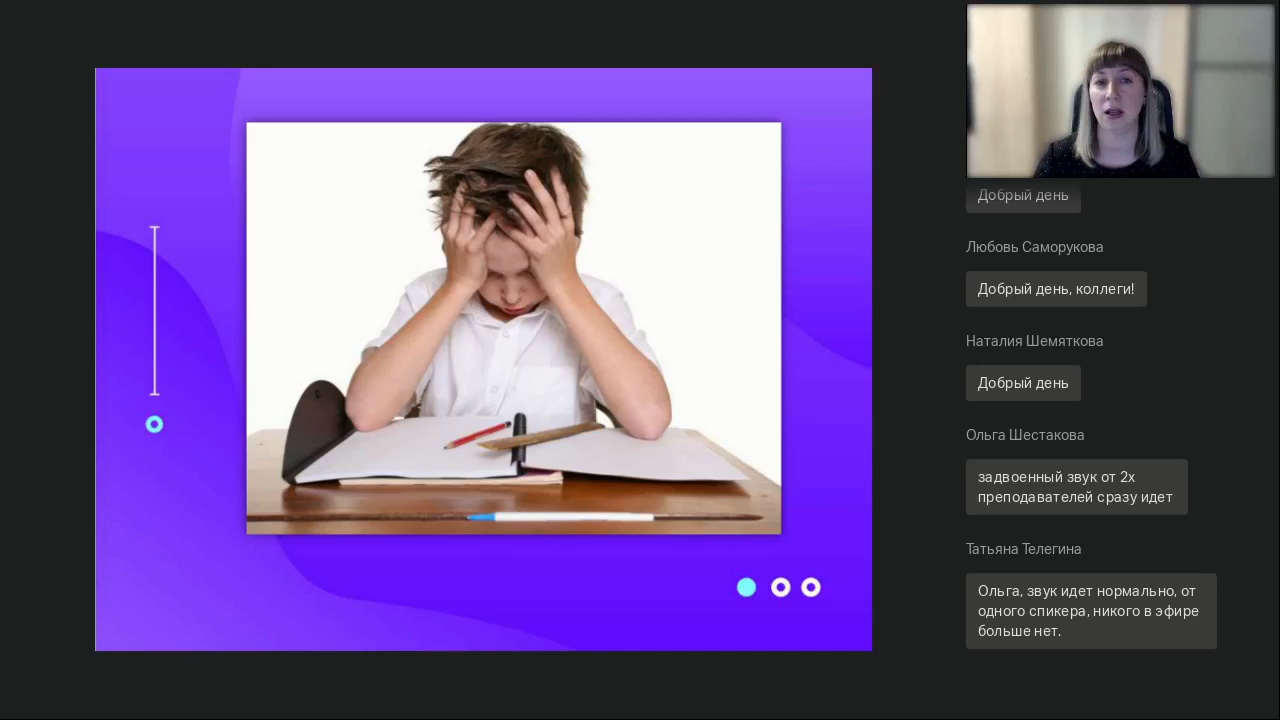 Добрый день
Любовь Саморукова
Добрый день, коллеги!
Наталия Шемяткова
Добрый день
Ольга Шестакова
задвоенный звук от 2х
преподавателей сразу идет
Татьяна Телегина
Ольга, звук идет нормально, от
одного спикера, никого в эфире
больше нет.